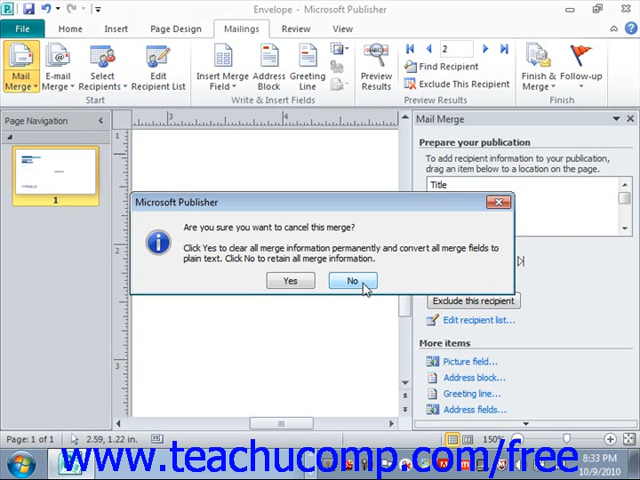 Envelope - Microsoft Publisher
File Home Insert Page Design Mailings Review View
Mail Merge
E-mail Merge
Select Recipients
Edit Recipient List
Start
Insert Merge Field
Address Block
Greeting Line
Write & Insert Fields
Preview Results
2
Find Recipient
Exclude This Recipient
Preview Results
Finish & Merge
Follow-up
Finish
Page Navigation
1
3
4
1
2
3
Mail Merge
Prepare your publication
To add recipient information to your publication,
drag an item below to a location on the page.
Title
Microsoft Publisher
Are you sure you want to cancel this merge?
Click Yes to clear all merge information permanently and convert all merge fields to
plain text. Click No to retain all merge information.
Yes No
Exclude this recipient
Edit recipient list...
More items
Picture field...
Address block...
Greeting line...
Address fields...
Page: 1 of 1 2.59, 1.22 in. 150%
www.teachucomp.com/free
8:33 PM
10/9/2010